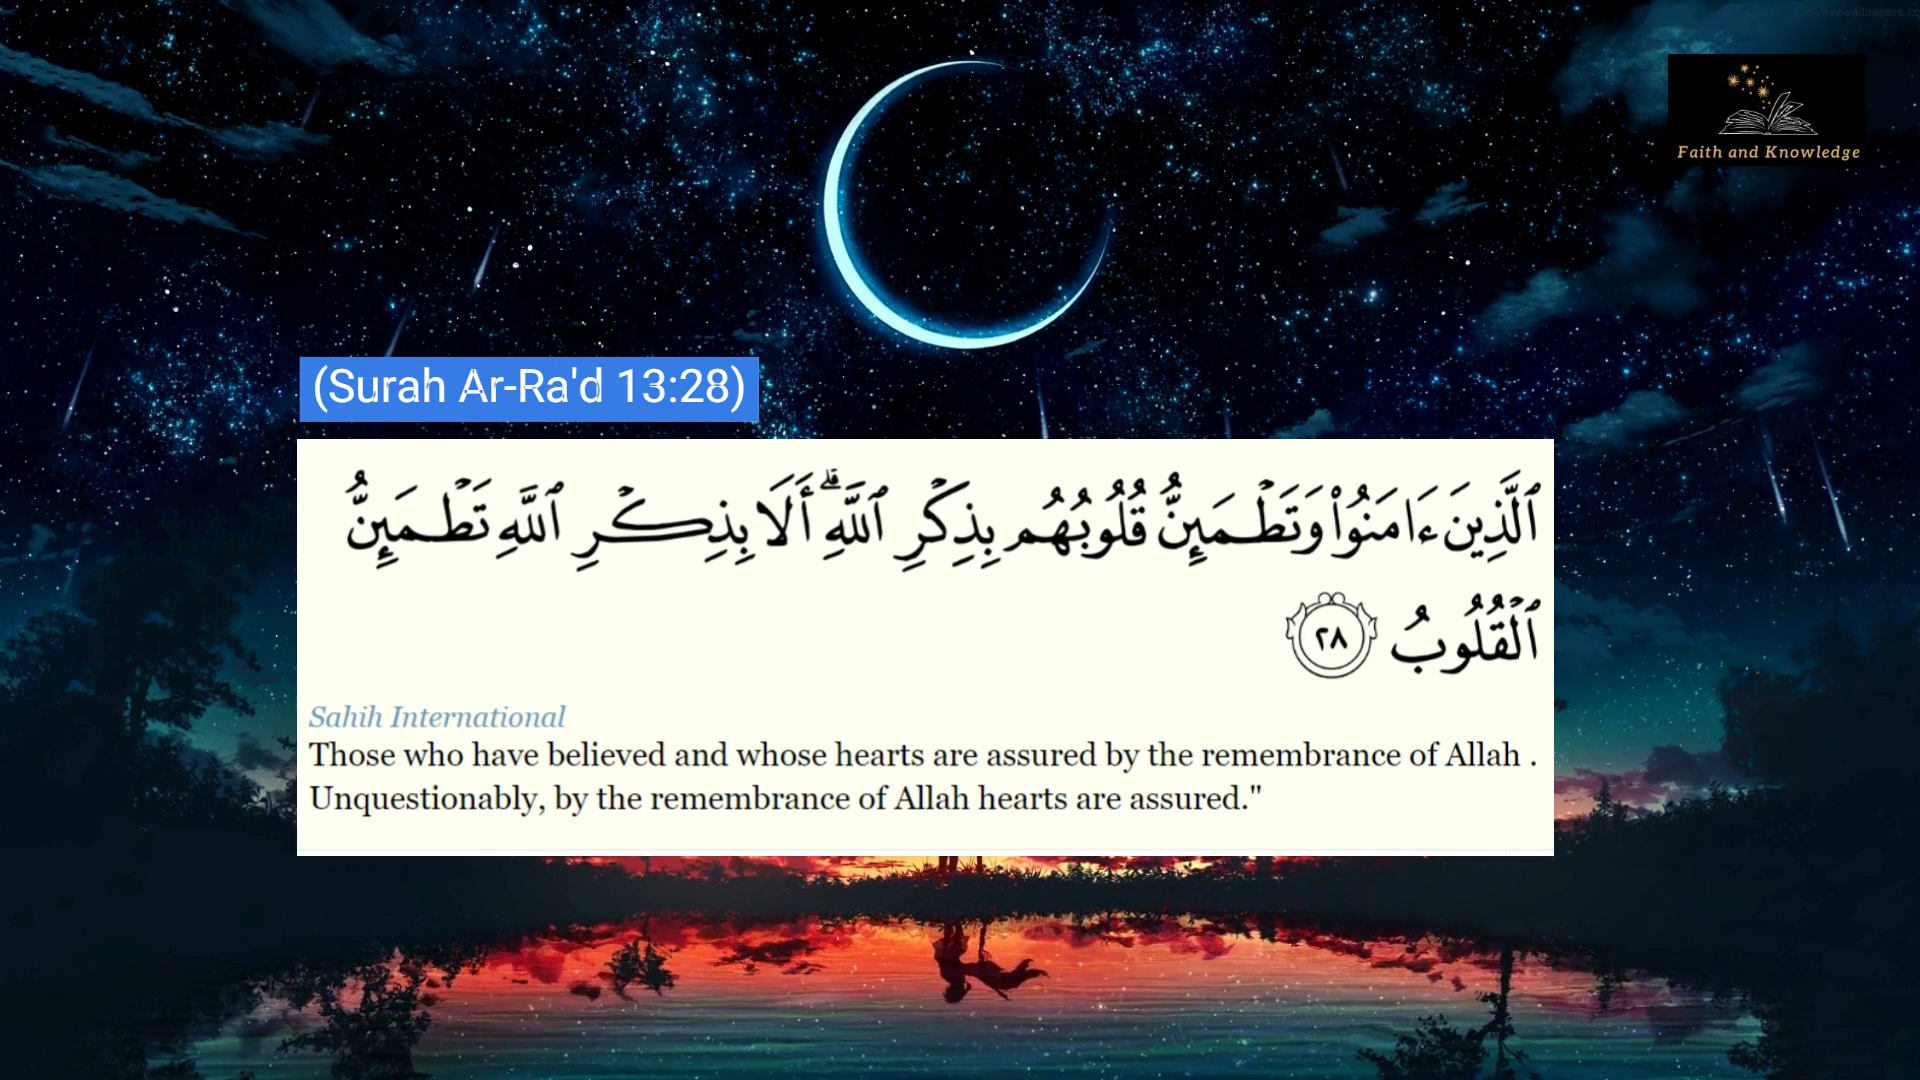 mylivewallpapers.co
Faith and Knowledge
(Surah Ar-Ra'd 13:28)
ٱلَّذِينَ ءَامَنُوا۟ وَتَطْمَئِنُّ قُلُوبُهُم بِذِكْرِ ٱللَّهِ ۗ أَلَا بِذِكْرِ ٱللَّهِ تَطْمَئِنُّ
ٱلْقُلُوبُ ٢٨
Sahih International
Those who have believed and whose hearts are assured by the remembrance of Allah .
Unquestionably, by the remembrance of Allah hearts are assured."